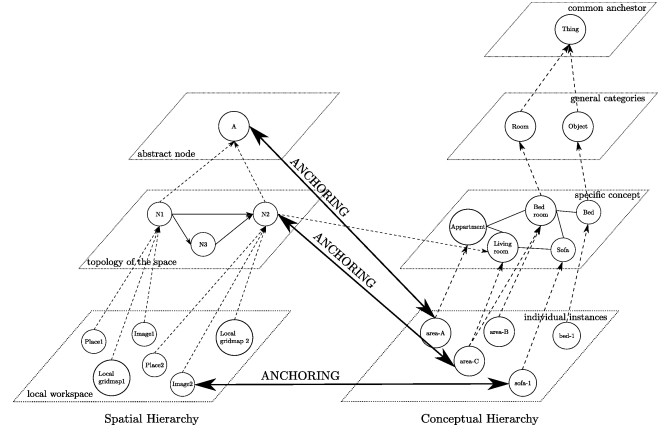 common anchestor
Thing
general categories
Room
Object
A
abstract node
ANCHORING
specific concept
Bed
room
Bed
Appartment
Living
room
Sofa
N1
N2
N3
topology of the space
ANCHORING
individual instances
Place1
Image1
Local
gridmap 2
Place2
Local
gridmap1
Image2
local workspace
area-A
area-B
area-C
bed-1
sofa-1
ANCHORING
Spatial Hierarchy
Conceptual Hierarchy